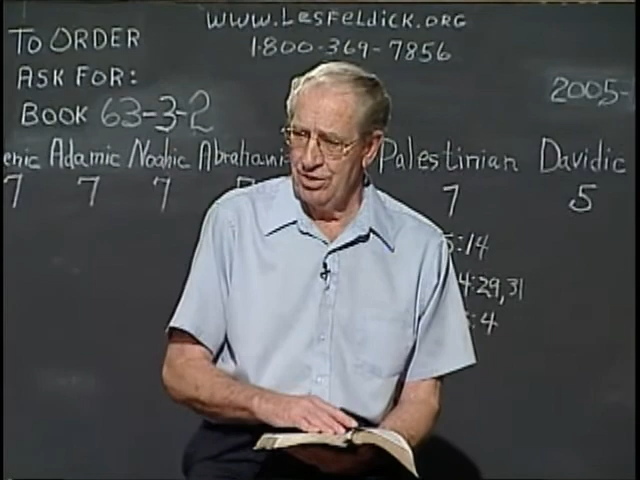 www.LesFeldick.org
1-800-369-7856
TO ORDER
ASK FOR:
BOOK 63-3-2
2005-
enic Adamic Noahic Abrahami Palestinian Davidic
7 7 7 7 5
5:14
4:29,31
:4